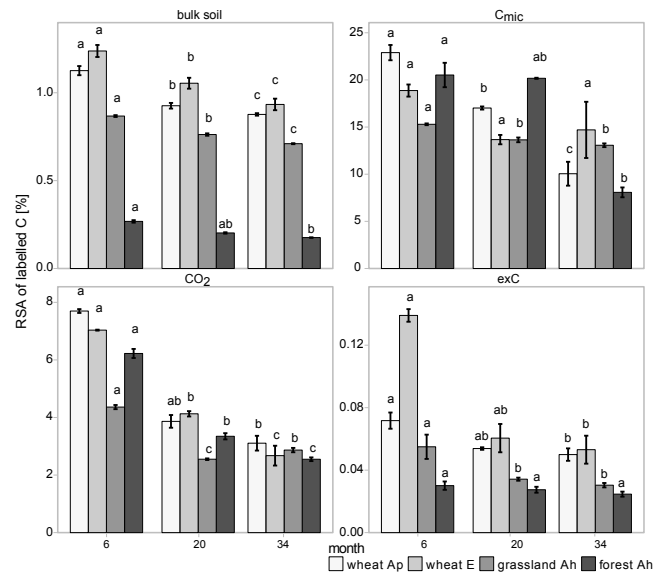 bulk soil
C mic
RSA of labelled C [%]
1.0
0.5
0.0
a a a a
b b b ab
c c c b
25
20
15
10
5
0
a a a a
b a b ab
c a b b
CO2
exC
8
6
4
2
0
a a a a
ab b c b
b c b c
0.12
0.08
0.04
0.00
a a a a
ab ab b a
b b b a
month
6 20 34
6 20 34
wheat Ap wheat E grassland Ah forest Ah